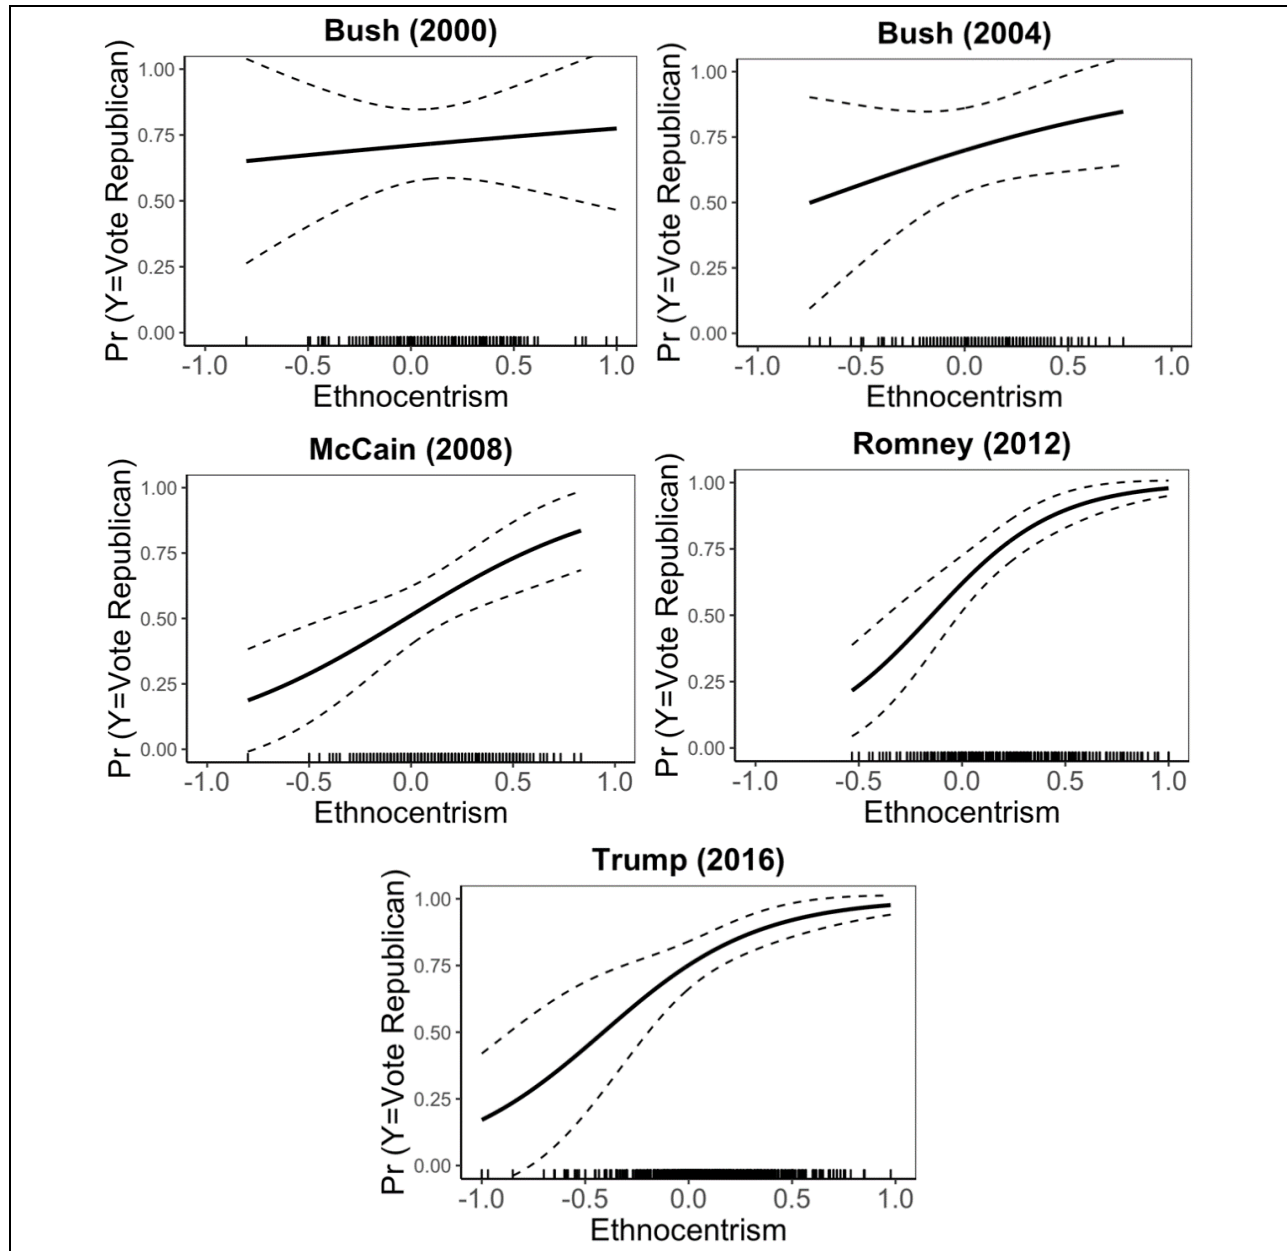 Bush (2000)
Pr (Y=Vote Republican)
1.00
0.75
0.50
0.25
0.00
-1.0 -0.5 0.0 0.5 1.0
Ethnocentrism
Bush (2004)
Pr (Y=Vote Republican)
1.00
0.75
0.50
0.25
0.00
-1.0 -0.5 0.0 0.5 1.0
Ethnocentrism
McCain (2008)
Pr (Y=Vote Republican)
1.00
0.75
0.50
0.25
0.00
-1.0 -0.5 0.0 0.5 1.0
Ethnocentrism
Romney (2012)
Pr (Y=Vote Republican)
1.00
0.75
0.50
0.25
0.00
-1.0 -0.5 0.0 0.5 1.0
Ethnocentrism
Trump (2016)
Pr (Y=Vote Republican)
1.00
0.75
0.50
0.25
0.00
-1.0 -0.5 0.0 0.5 1.0
Ethnocentrism